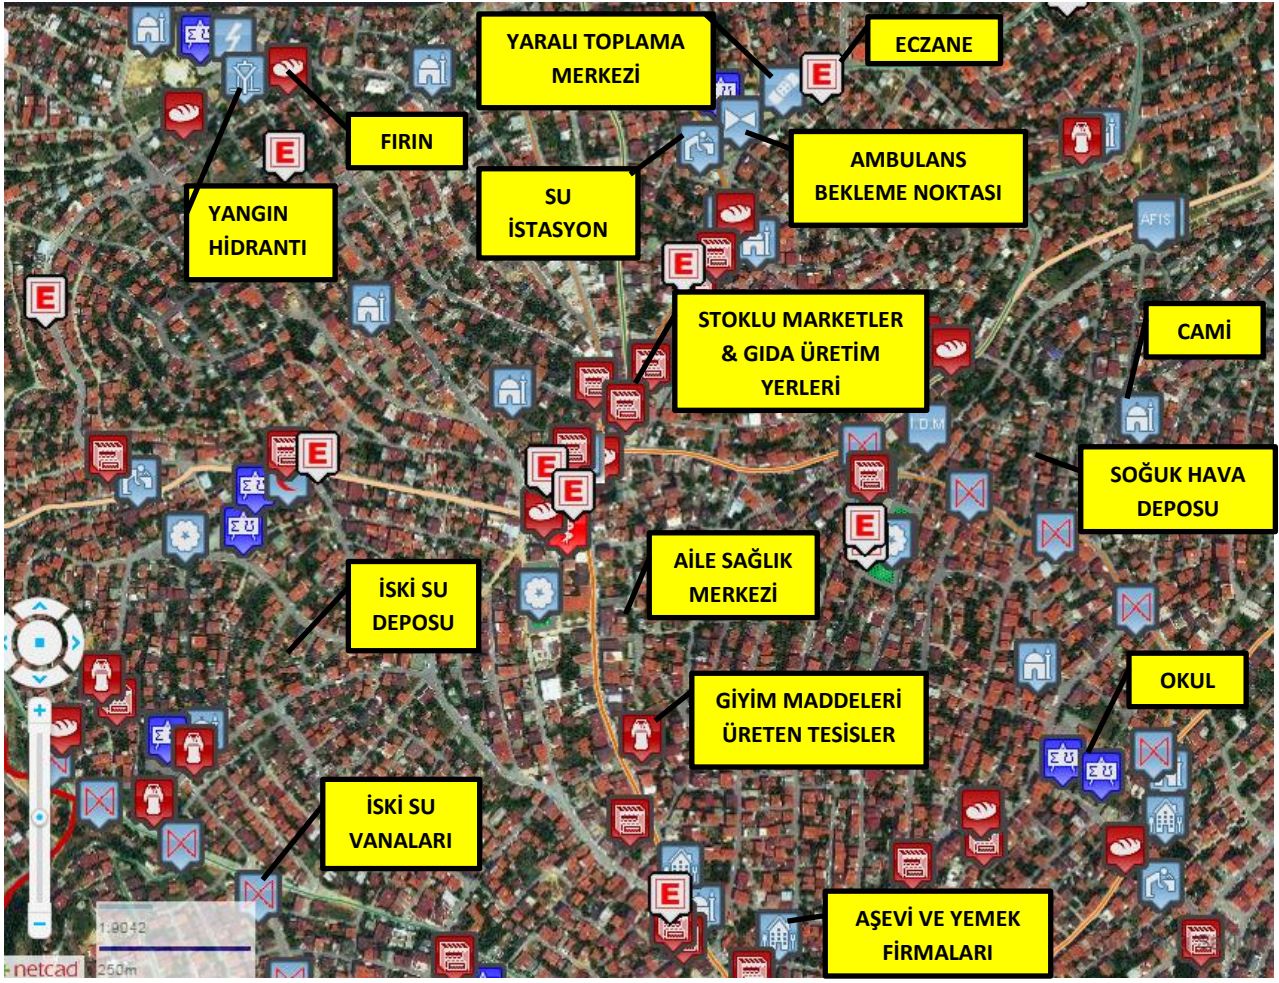 YARALI TOPLAMA
MERKEZİ
ECZANE
FIRIN
AMBULANS
BEKLEME NOKTASI
SU
İSTASYON
YANGIN
HİDRANTI
AFIS
STOKLU MARKETLER
& GIDA ÜRETİM
YERLERİ
CAMİ
I.D.M
SOĞUK HAVA
DEPOSU
AİLE SAĞLIK
MERKEZİ
İSKİ SU
DEPOSU
GİYİM MADDELERİ
ÜRETEN TESİSLER
OKUL
İSKİ SU
VANALARI
AŞEVİ VE YEMEK
FİRMALARI
E
E
E
E
E
E
E
E
E
1:9042
250m
netcad